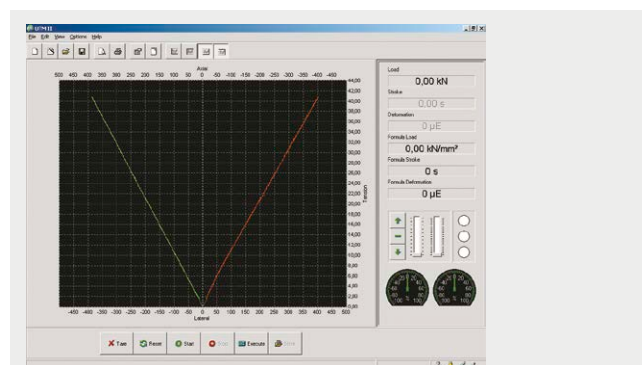 UTM II
File Edit View Options Help
Axial
500 450 400 350 300 250 200 150 100 50 0 -50 -100 -150 -200 -250 -300 -350 -400 -450
44,00
42,00
40,00
38,00
36,00
34,00
32,00
30,00
28,00
26,00
24,00
22,00
20,00
18,00
16,00
14,00
12,00
10,00
8,00
6,00
4,00
2,00
0,00
Tension
-450 -400 -350 -300 -250 -200 -150 -100 -50 0 50 100 150 200 250 300 350 400 450 500
Lateral
Load
0,00 kN
Stroke
0,00 s
Deformation
0 µE
Formula Load
0,00 kN/mm²
Formula Stroke
0 s
Formula Deformation
0 µE
Tare Reset Start Stop Execute